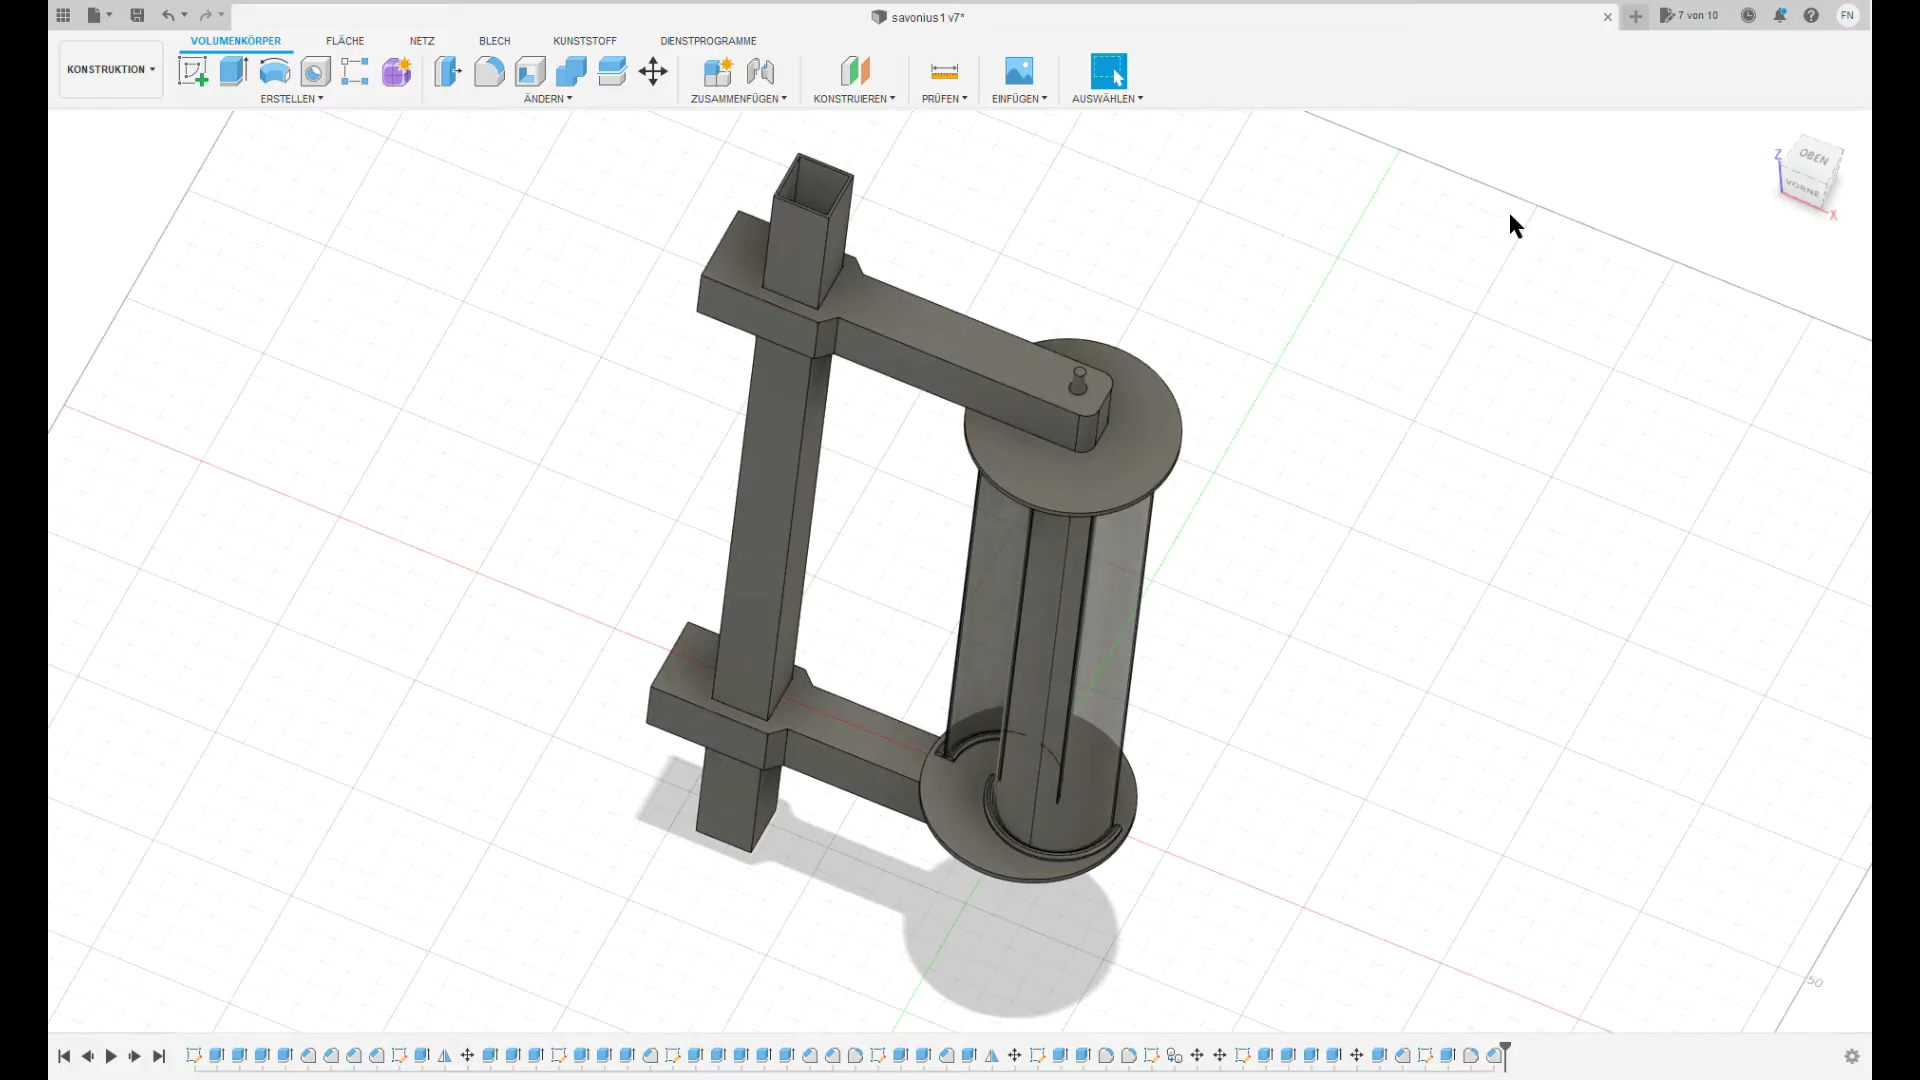 savonius1 v7*
7 von 10
FN
KONSTRUKTION
VOLUMENKÖRPER
FLÄCHE
NETZ
BLECH
KUNSTSTOFF
DIENSTPROGRAMME
ERSTELLEN
ÄNDERN
ZUSAMMENFÜGEN
KONSTRUIEREN
PRÜFEN
EINFÜGEN
AUSWÄHLEN
Z
OBEN
VORNE
X
50